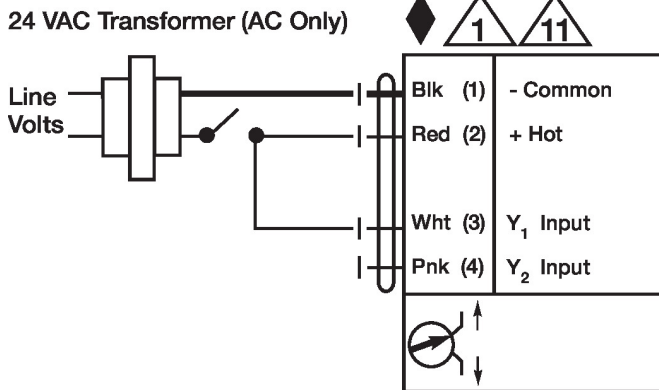 24 VAC Transformer (AC Only)
1
11
Line
Volts
Blk (1) - Common
Red (2) + Hot
Wht (3) Y1 Input
Pnk (4) Y2 Input